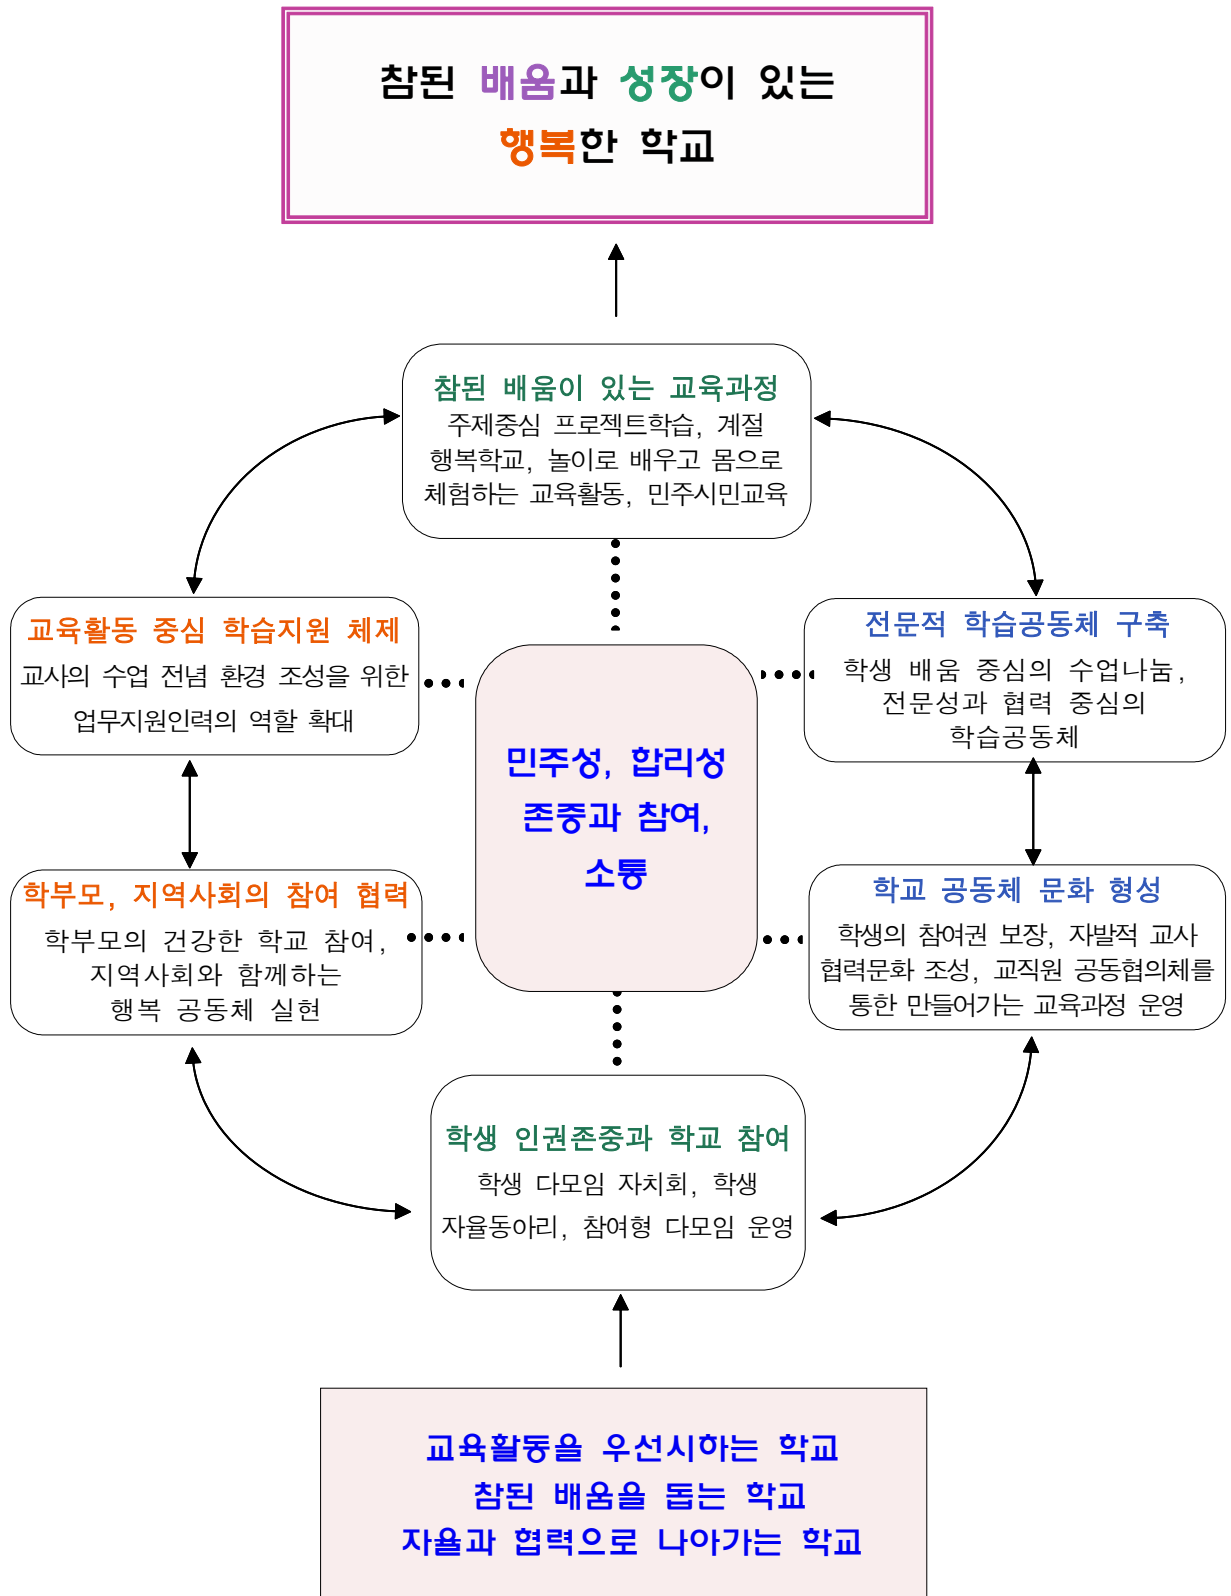 참된 배움과 성장이 있는
행복한 학교
참된 배움이 있는 교육과정
주제중심 프로젝트학습, 계절
행복학교, 놀이로 배우고 몸으로
체험하는 교육활동, 민주시민교육
교육활동 중심 학습지원 체제
교사의 수업 전념 환경 조성을 위한
업무지원인력의 역할 확대
전문적 학습공동체 구축
학생 배움 중심의 수업나눔,
전문성과 협력 중심의
학습공동체
민주성, 합리성
존중과 참여,
소통
학부모, 지역사회의 참여 협력
학부모의 건강한 학교 참여,
지역사회와 함께하는
행복 공동체 실현
학교 공동체 문화 형성
학생의 참여권 보장, 자발적 교사
협력문화 조성, 교직원 공동협의체를
통한 만들어가는 교육과정 운영
학생 인권존중과 학교 참여
학생 다모임 자치회, 학생
자율동아리, 참여형 다모임 운영
교육활동을 우선시하는 학교
참된 배움을 돕는 학교
자율과 협력으로 나아가는 학교